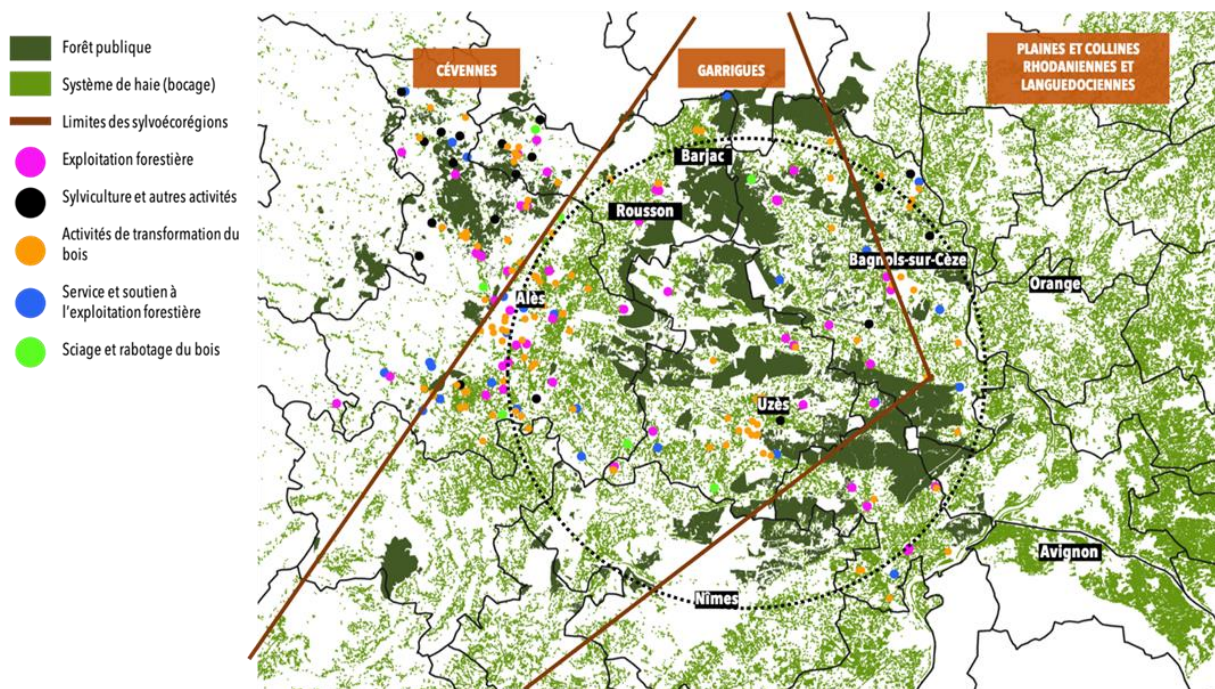 Forêt publique
Système de haie (bocage)
Limites des sylvoécorégions
Exploitation forestière
Sylviculture et autres activités
Activités de transformation du
bois
Service et soutien à
l'exploitation forestière
Sciage et rabotage du bois
CÉVENNES
GARRIGUES
PLAINES ET COLLINES
RHODANIENNES ET
LANGUEDOCIENNES
Barjac
Rousson
Bagnols-sur-Cèze
Orange
Alès
Uzès
Avignon
Nîmes